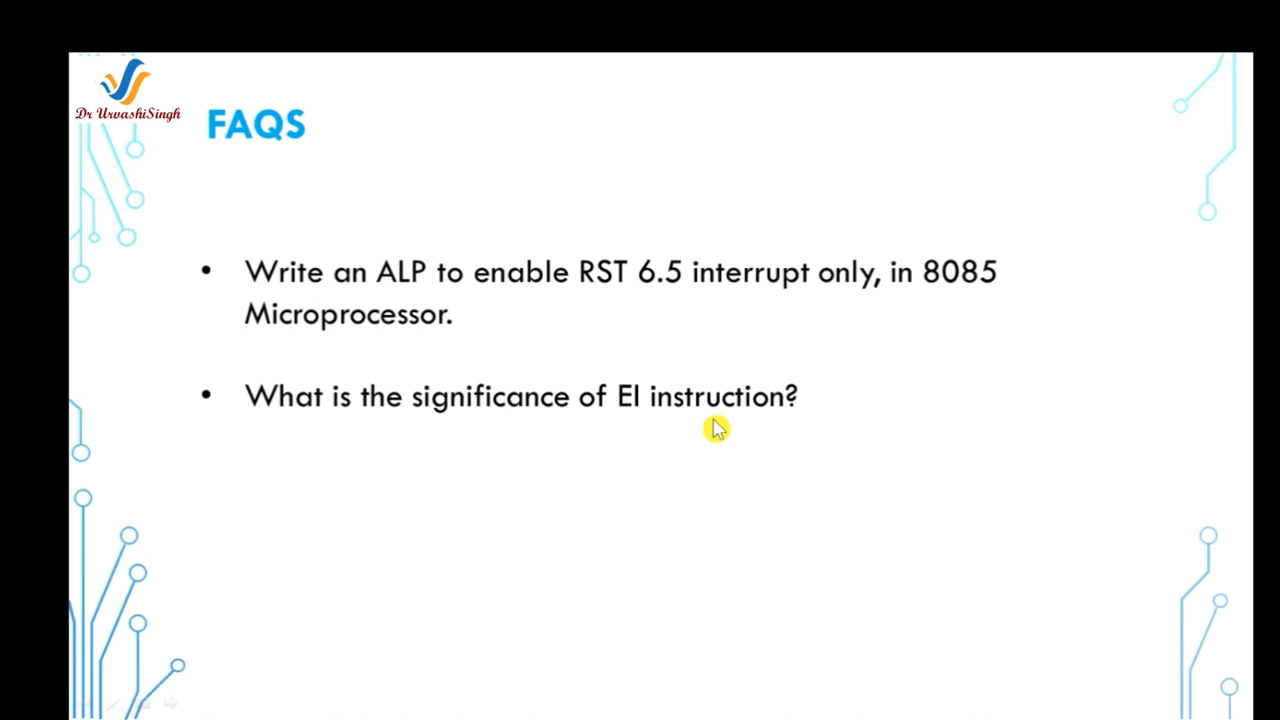 Dr UrvashiSingh
FAQS
• Write an ALP to enable RST 6.5 interrupt only, in 8085
Microprocessor.
• What is the significance of EI instruction?